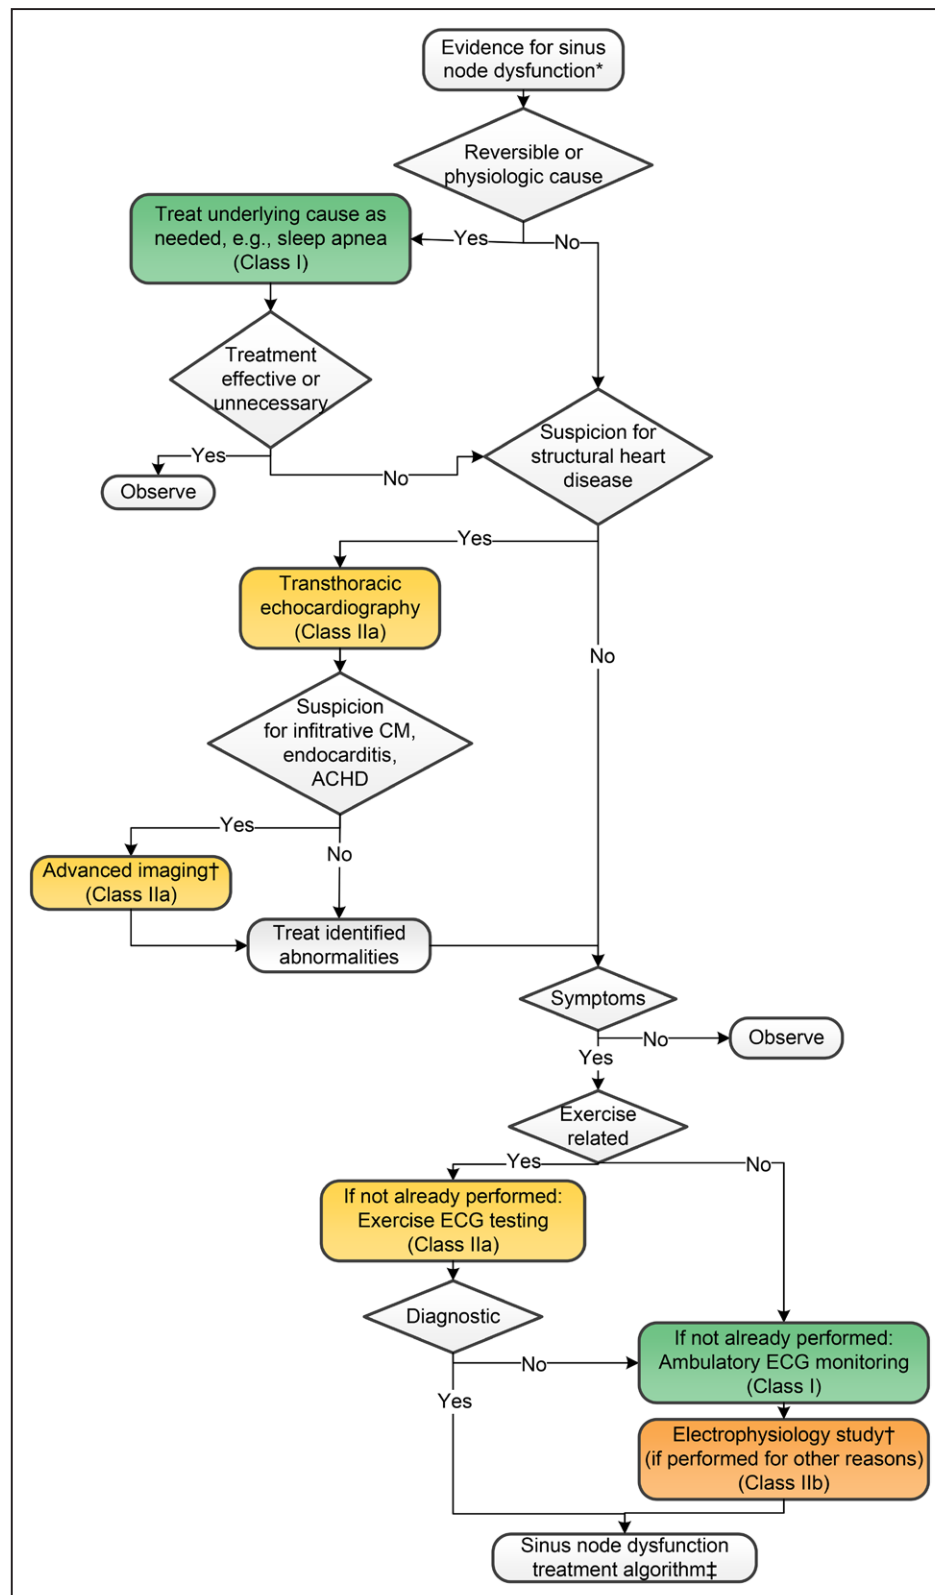 Evidence for sinus
node dysfunction*
Reversible or
physiologic cause
Yes
No
Treat underlying cause as
needed, e.g., sleep apnea
(Class I)
Treatment
effective or
unnecessary
Yes
No
Observe
Suspicion for
structural heart
disease
Yes
No
Transthoracic
echocardiography
(Class IIa)
Suspicion
for infitrative CM,
endocarditis,
ACHD
Yes
No
Advanced imaging†
(Class IIa)
Treat identified
abnormalities
Symptoms
No
Observe
Yes
Exercise
related
Yes
No
If not already performed:
Exercise ECG testing
(Class IIa)
Diagnostic
No
Yes
If not already performed:
Ambulatory ECG monitoring
(Class I)
Electrophysiology study†
(if performed for other reasons)
(Class IIb)
Sinus node dysfunction
treatment algorithm‡